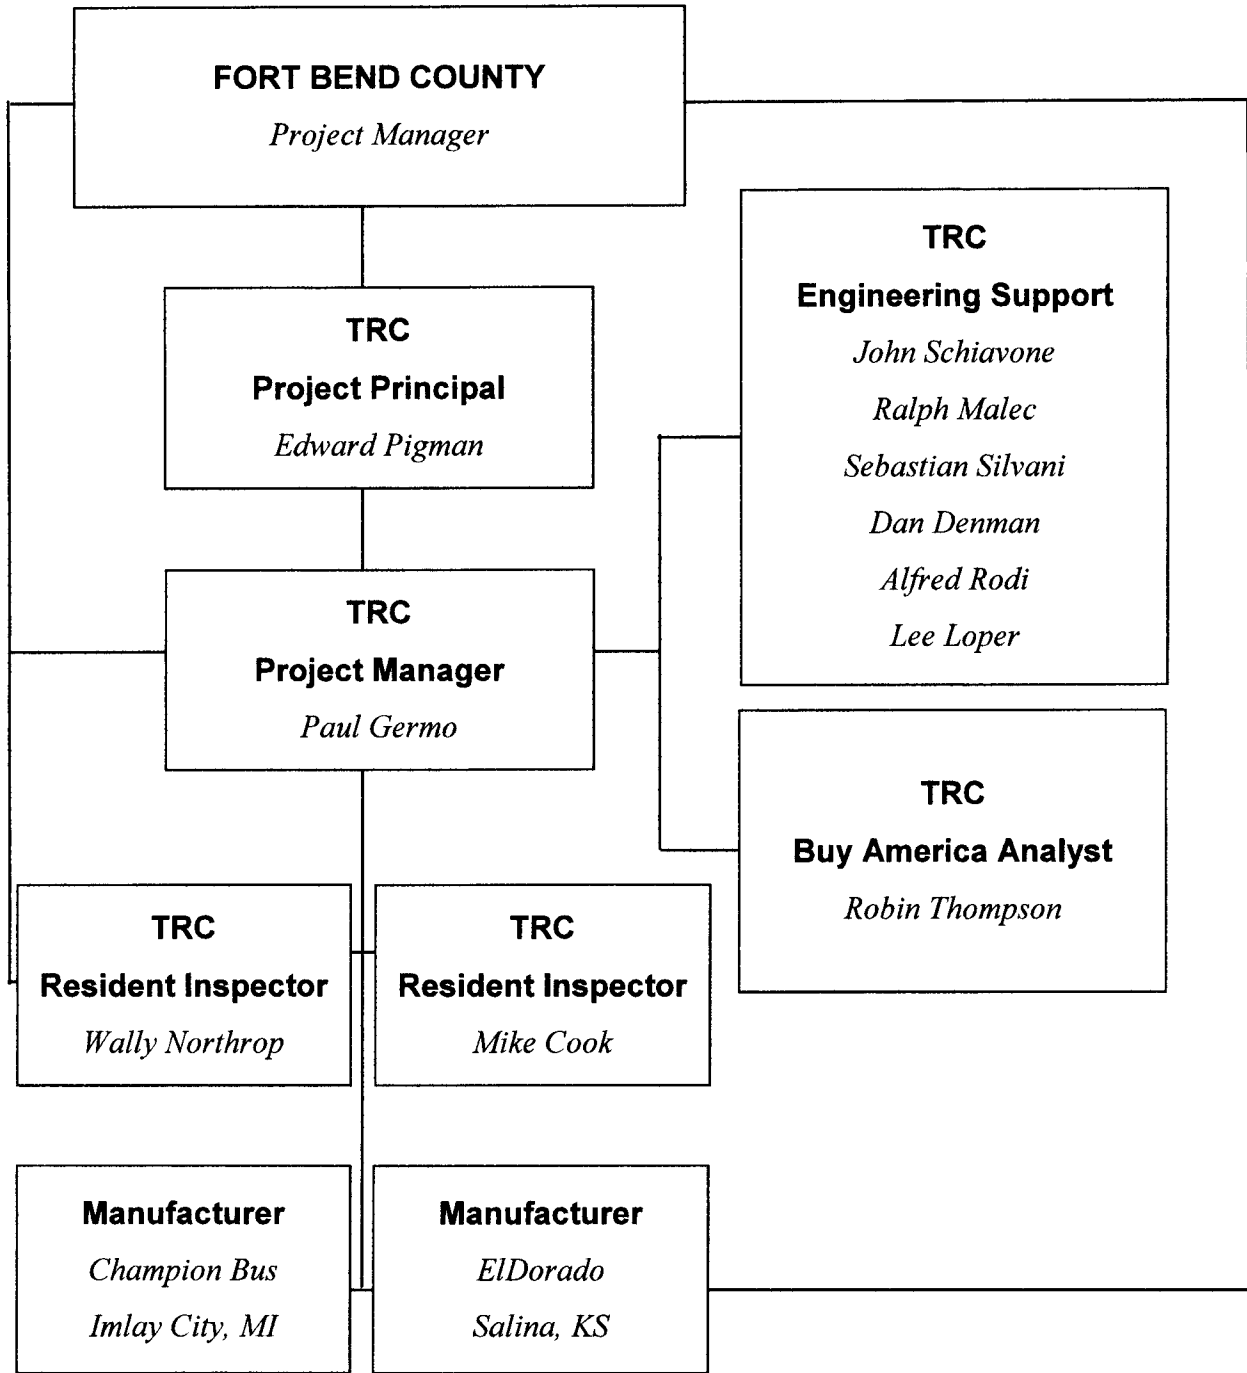 FORT BEND COUNTY
Project Manager
TRC
Project Principal
Edward Pigman
TRC
Engineering Support
John Schiavone
Ralph Malec
Sebastian Silvani
Dan Denman
Alfred Rodi
Lee Loper
TRC
Project Manager
Paul Germo
TRC
Buy America Analyst
Robin Thompson
TRC
Resident Inspector
Wally Northrop
TRC
Resident Inspector
Mike Cook
Manufacturer
Champion Bus
Imlay City, MI
Manufacturer
ElDorado
Salina, KS